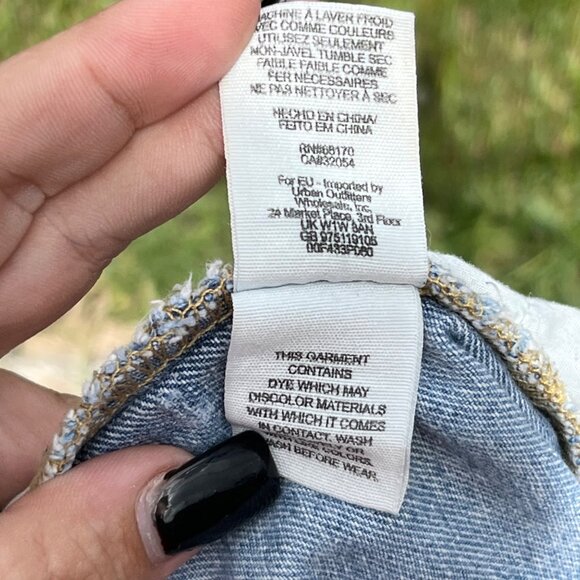 MACHINE À LAVER FROID
AVEC COMME COULEURS
UTILISEZ SEULEMENT
NON-JAVEL TUMBLE SEC
FAIBLE FAIBLE COMME
FER NÉCESSAIRES
NE PAS NETTOYER À SEC
HECHO EN CHINA/
FEITO EM CHINA
RN#66170
CA#32054
For EU - Imported by
Urban Outfitters
Wholesale, Inc.
24 Market Place, 3rd Floor
UK W1W 8AN
GB 975119105
THIS GARMENT
CONTAINS
DYE WHICH MAY
DISCOLOR MATERIALS
WITH WHICH IT COMES
IN CONTACT. WASH
COLORS.
WASH BEFORE WEAR.